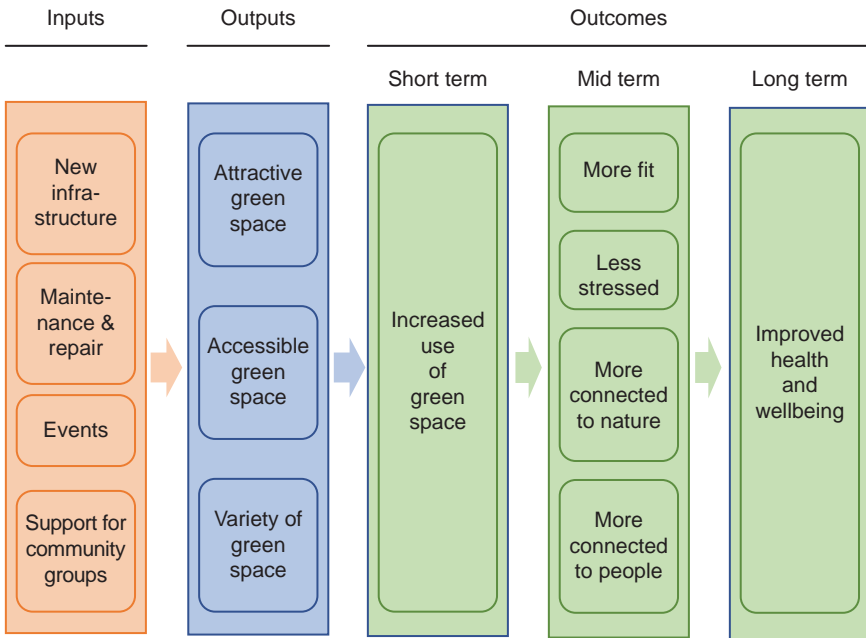 Inputs
Outputs
Outcomes
Short term
Mid term
Long term
New
infra-
structure
Mainte-
nance &
repair
Events
Support for
community
groups
Attractive
green
space
Accessible
green
space
Variety of
green
space
Increased
use
of
green
space
More fit
Less
stressed
More
connected
to nature
More
connected
to people
Improved
health
and
wellbeing